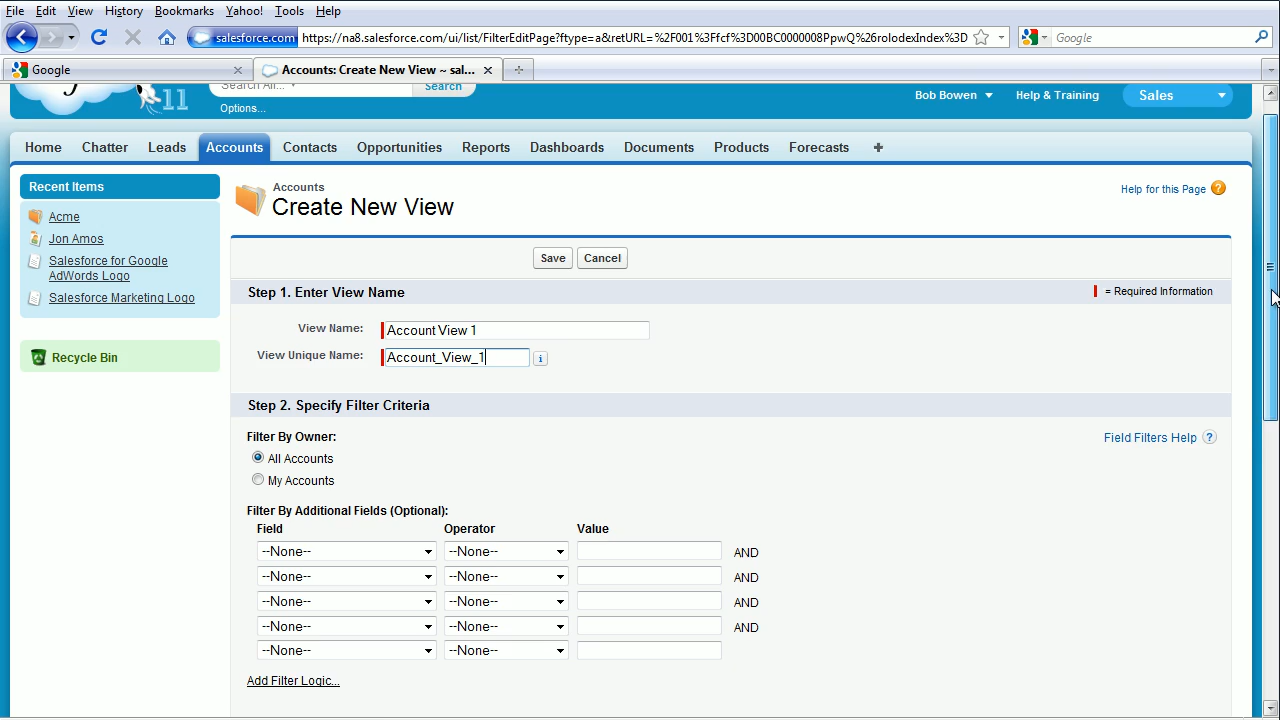 File Edit View History Bookmarks Yahoo! Tools Help
salesforce.com https://na8.salesforce.com/ui/list/FilterEditPage?ftype=a&retURL=%2F001%3Ffcf%3D00BC0000008PpwQ%26rolodexIndex%3D
Google
Google
Accounts: Create New View ~ sal...
Search All...
Search
Options...
11
Bob Bowen
Help & Training
Sales
Home Chatter Leads Accounts Contacts Opportunities Reports Dashboards Documents Products Forecasts +
Recent Items
Acme
Jon Amos
Salesforce for Google
AdWords Logo
Salesforce Marketing Logo
Recycle Bin
Accounts
Create New View
Help for this Page ?
Save Cancel
Step 1. Enter View Name
= Required Information
View Name: Account View 1
View Unique Name: Account_View_1 i
Step 2. Specify Filter Criteria
Filter By Owner:
Field Filters Help ?
All Accounts
My Accounts
Filter By Additional Fields (Optional):
Field Operator Value
--None-- --None-- AND
--None-- --None-- AND
--None-- --None-- AND
--None-- --None-- AND
--None-- --None--
Add Filter Logic...